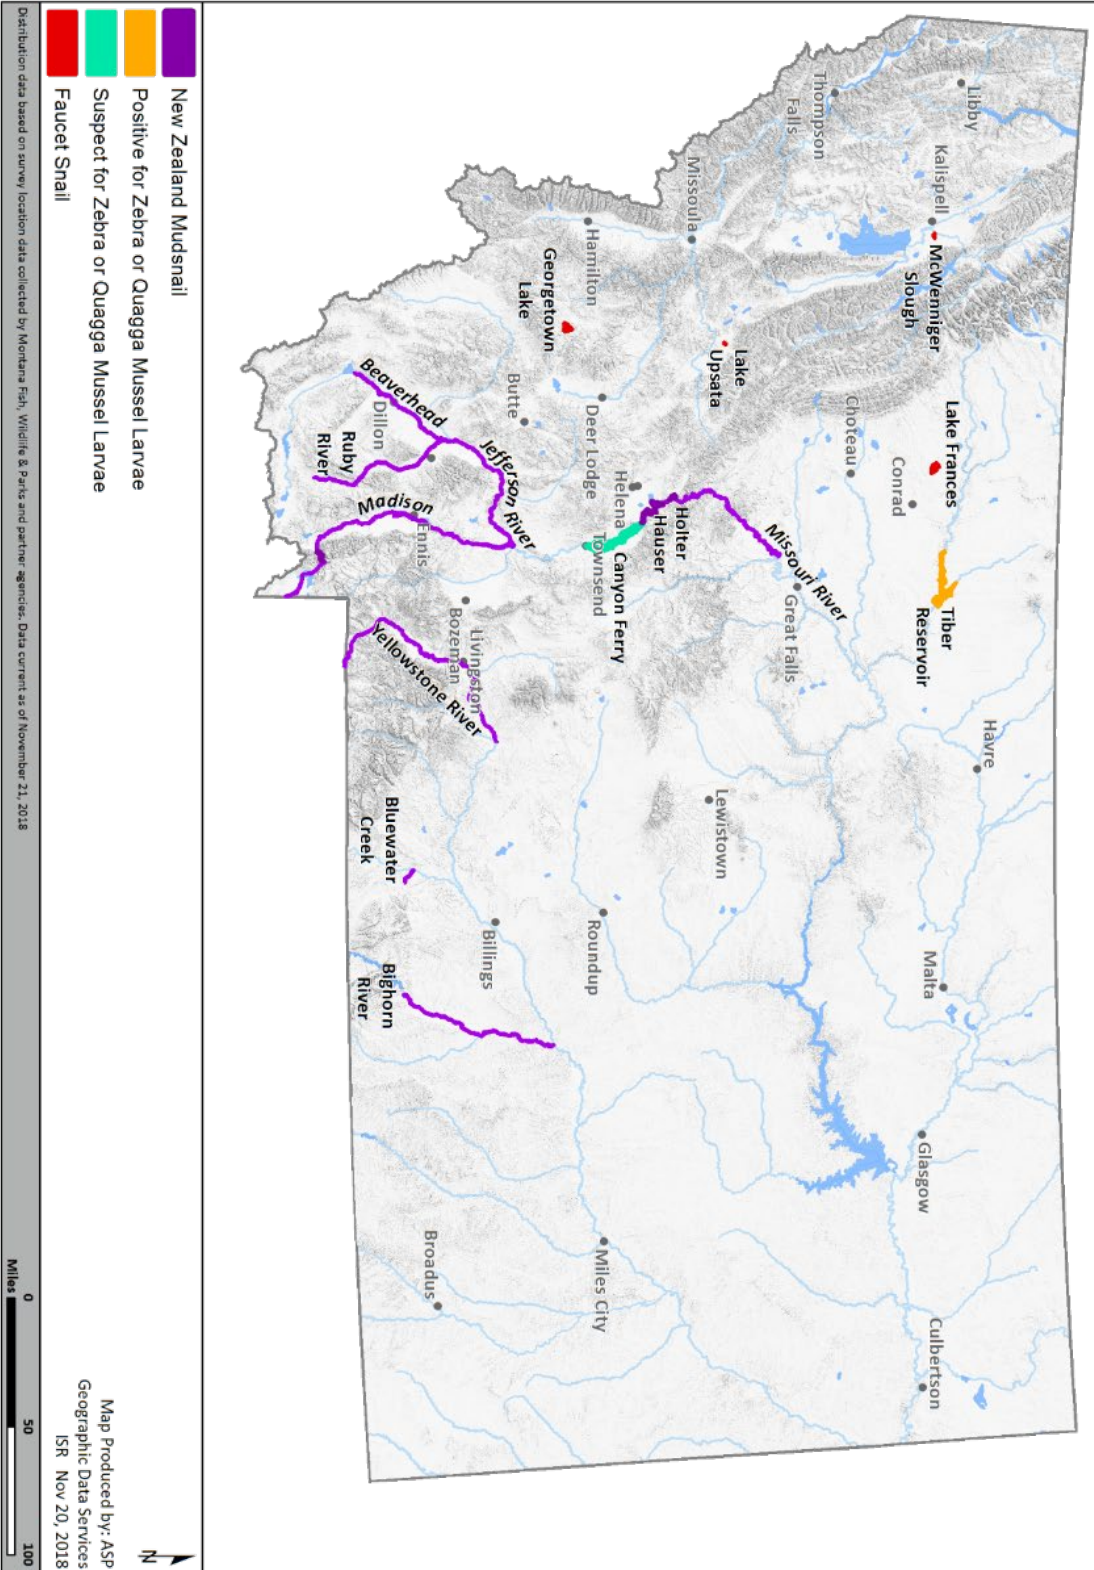 Libby
Kalispell
McWenniger
Slough
Thompson
Falls
Missoula
Lake Frances
Choteau
Conrad
Tiber
Reservoir
Havre
Malta
Glasgow
Culbertson
Lake
Upsata
Hamilton
Georgetown
Lake
Deer Lodge
Helena
Holter
Hauser
Missouri River
Great Falls
Canyon Ferry
Townsend
Lewistown
Butte
Beaverhead
Jefferson River
Dillon
Ruby
River
Madison
Ennis
Bozeman
Livingston
Yellowstone River
Roundup
Billings
Bluewater
Creek
Bighorn
River
Miles City
Broadus
New Zealand Mudsnail
Positive for Zebra or Quagga Mussel Larvae
Suspect for Zebra or Quagga Mussel Larvae
Faucet Snail
N
Map Produced by: ASP
Geographic Data Services
ISR Nov 20, 2018
0 50 100
Miles
Distribution data based on survey location data collected by Montana Fish, Wildlife & Parks and partner agencies. Data current as of November 21, 2018